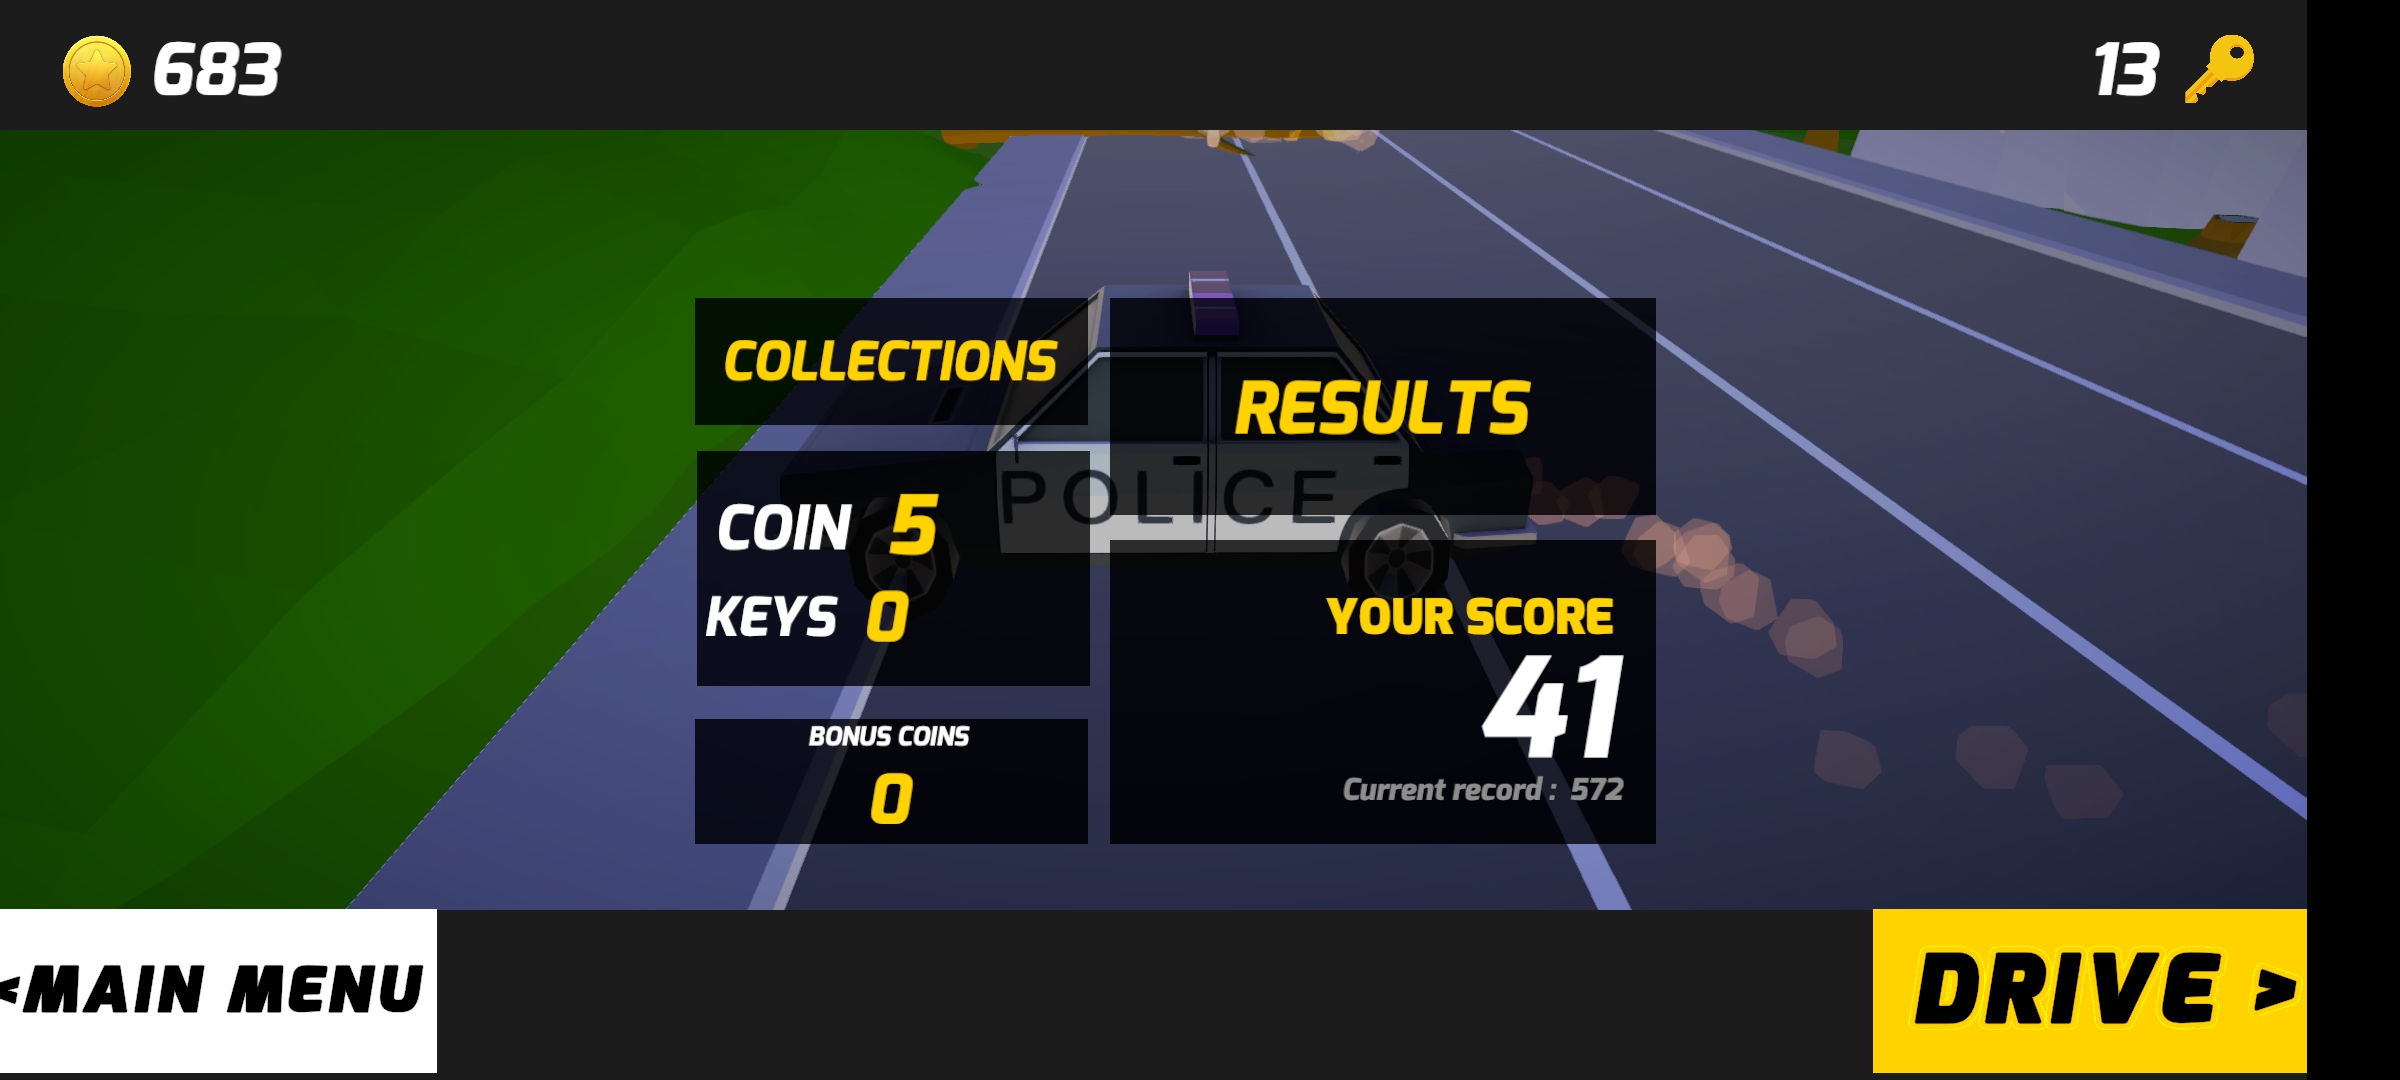 683
13
COLLECTIONS
RESULTS
POLICE
COIN 5
KEYS 0
YOUR SCORE
41
Current record : 572
BONUS COINS
0
<MAIN MENU
DRIVE >